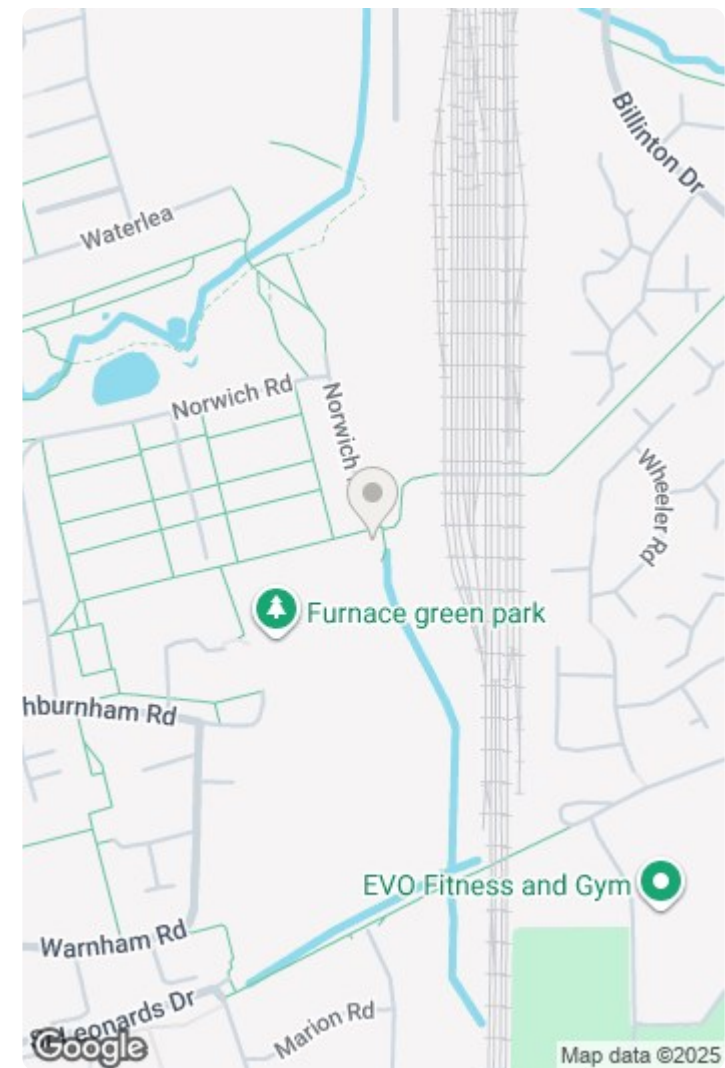 Billinton Dr
Waterlea
Norwich Rd
Norwich
Wheeler Rd
Furnace green park
hburnham Rd
EVO Fitness and Gym
Warnham Rd
St Leonards Dr
Marion Rd
Google
Map data ©2025